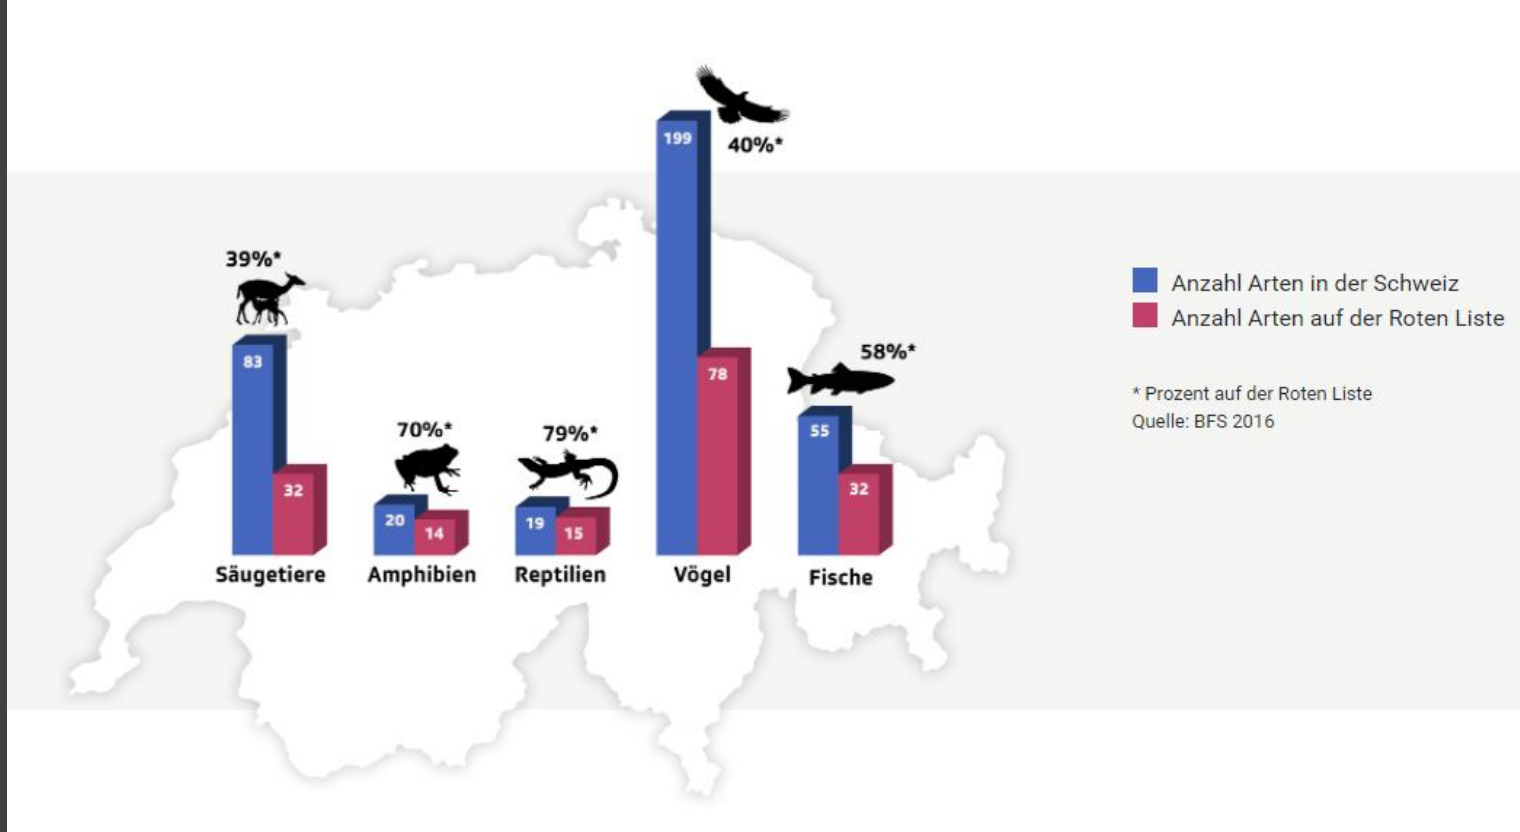 199
40%*
39%*
83
32
70%*
20
14
79%*
19
15
78
58%*
55
32
Säugetiere
Amphibien
Reptilien
Vögel
Fische
Anzahl Arten in der Schweiz
Anzahl Arten auf der Roten Liste
* Prozent auf der Roten Liste
Quelle: BFS 2016